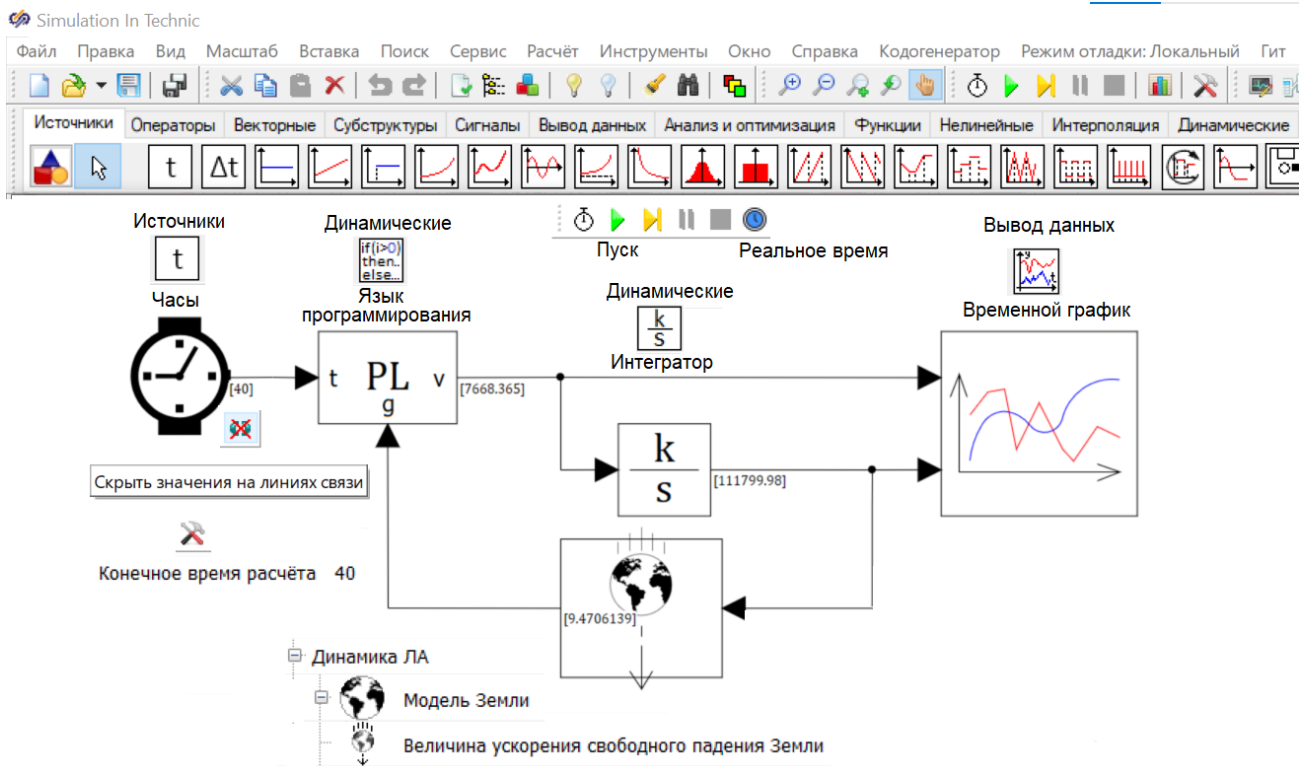 Simulation In Technic
Файл Правка Вид Масштаб Вставка Поиск Сервис Расчёт Инструменты Окно Справка Кодогенератор Режим отладки: Локальный Гит
Источники Операторы Векторные Субструктуры Сигналы Вывод данных Анализ и оптимизация Функции Нелинейные Интерполяция Динамические
t Δt
Источники
t
Часы
Динамические
if(i>0)
then..
else...
Язык
программирования
Пуск
Реальное время
Динамические
k
s
Интегратор
Вывод данных
y
t
Временной график
[40]
t PL v
g
[7668.365]
k
s
[111799.98]
Скрыть значения на линиях связи
Конечное время расчёта 40
[9.4706139]
Динамика ЛА
Модель Земли
Величина ускорения свободного падения Земли